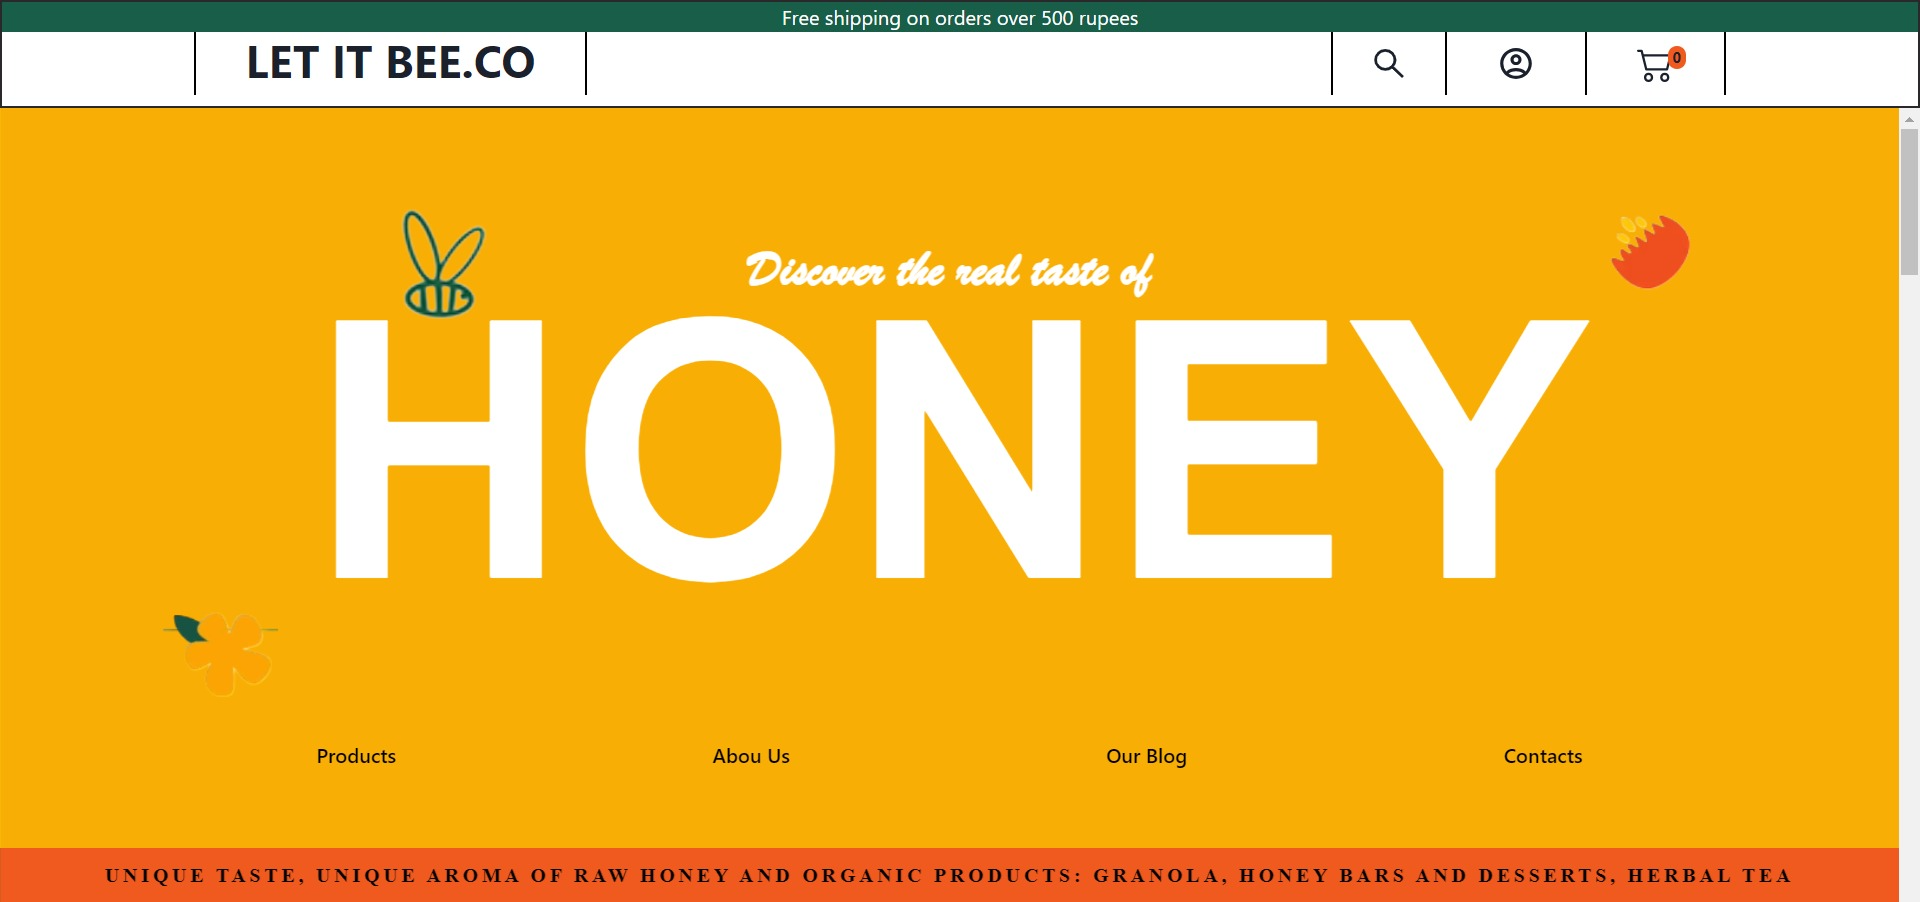 Free shipping on orders over 500 rupees
LET IT BEE.CO
0
Discover the real taste of
HONEY
Products
Abou Us
Our Blog
Contacts
UNIQUE TASTE, UNIQUE AROMA OF RAW HONEY AND ORGANIC PRODUCTS: GRANOLA, HONEY BARS AND DESSERTS, HERBAL TEA